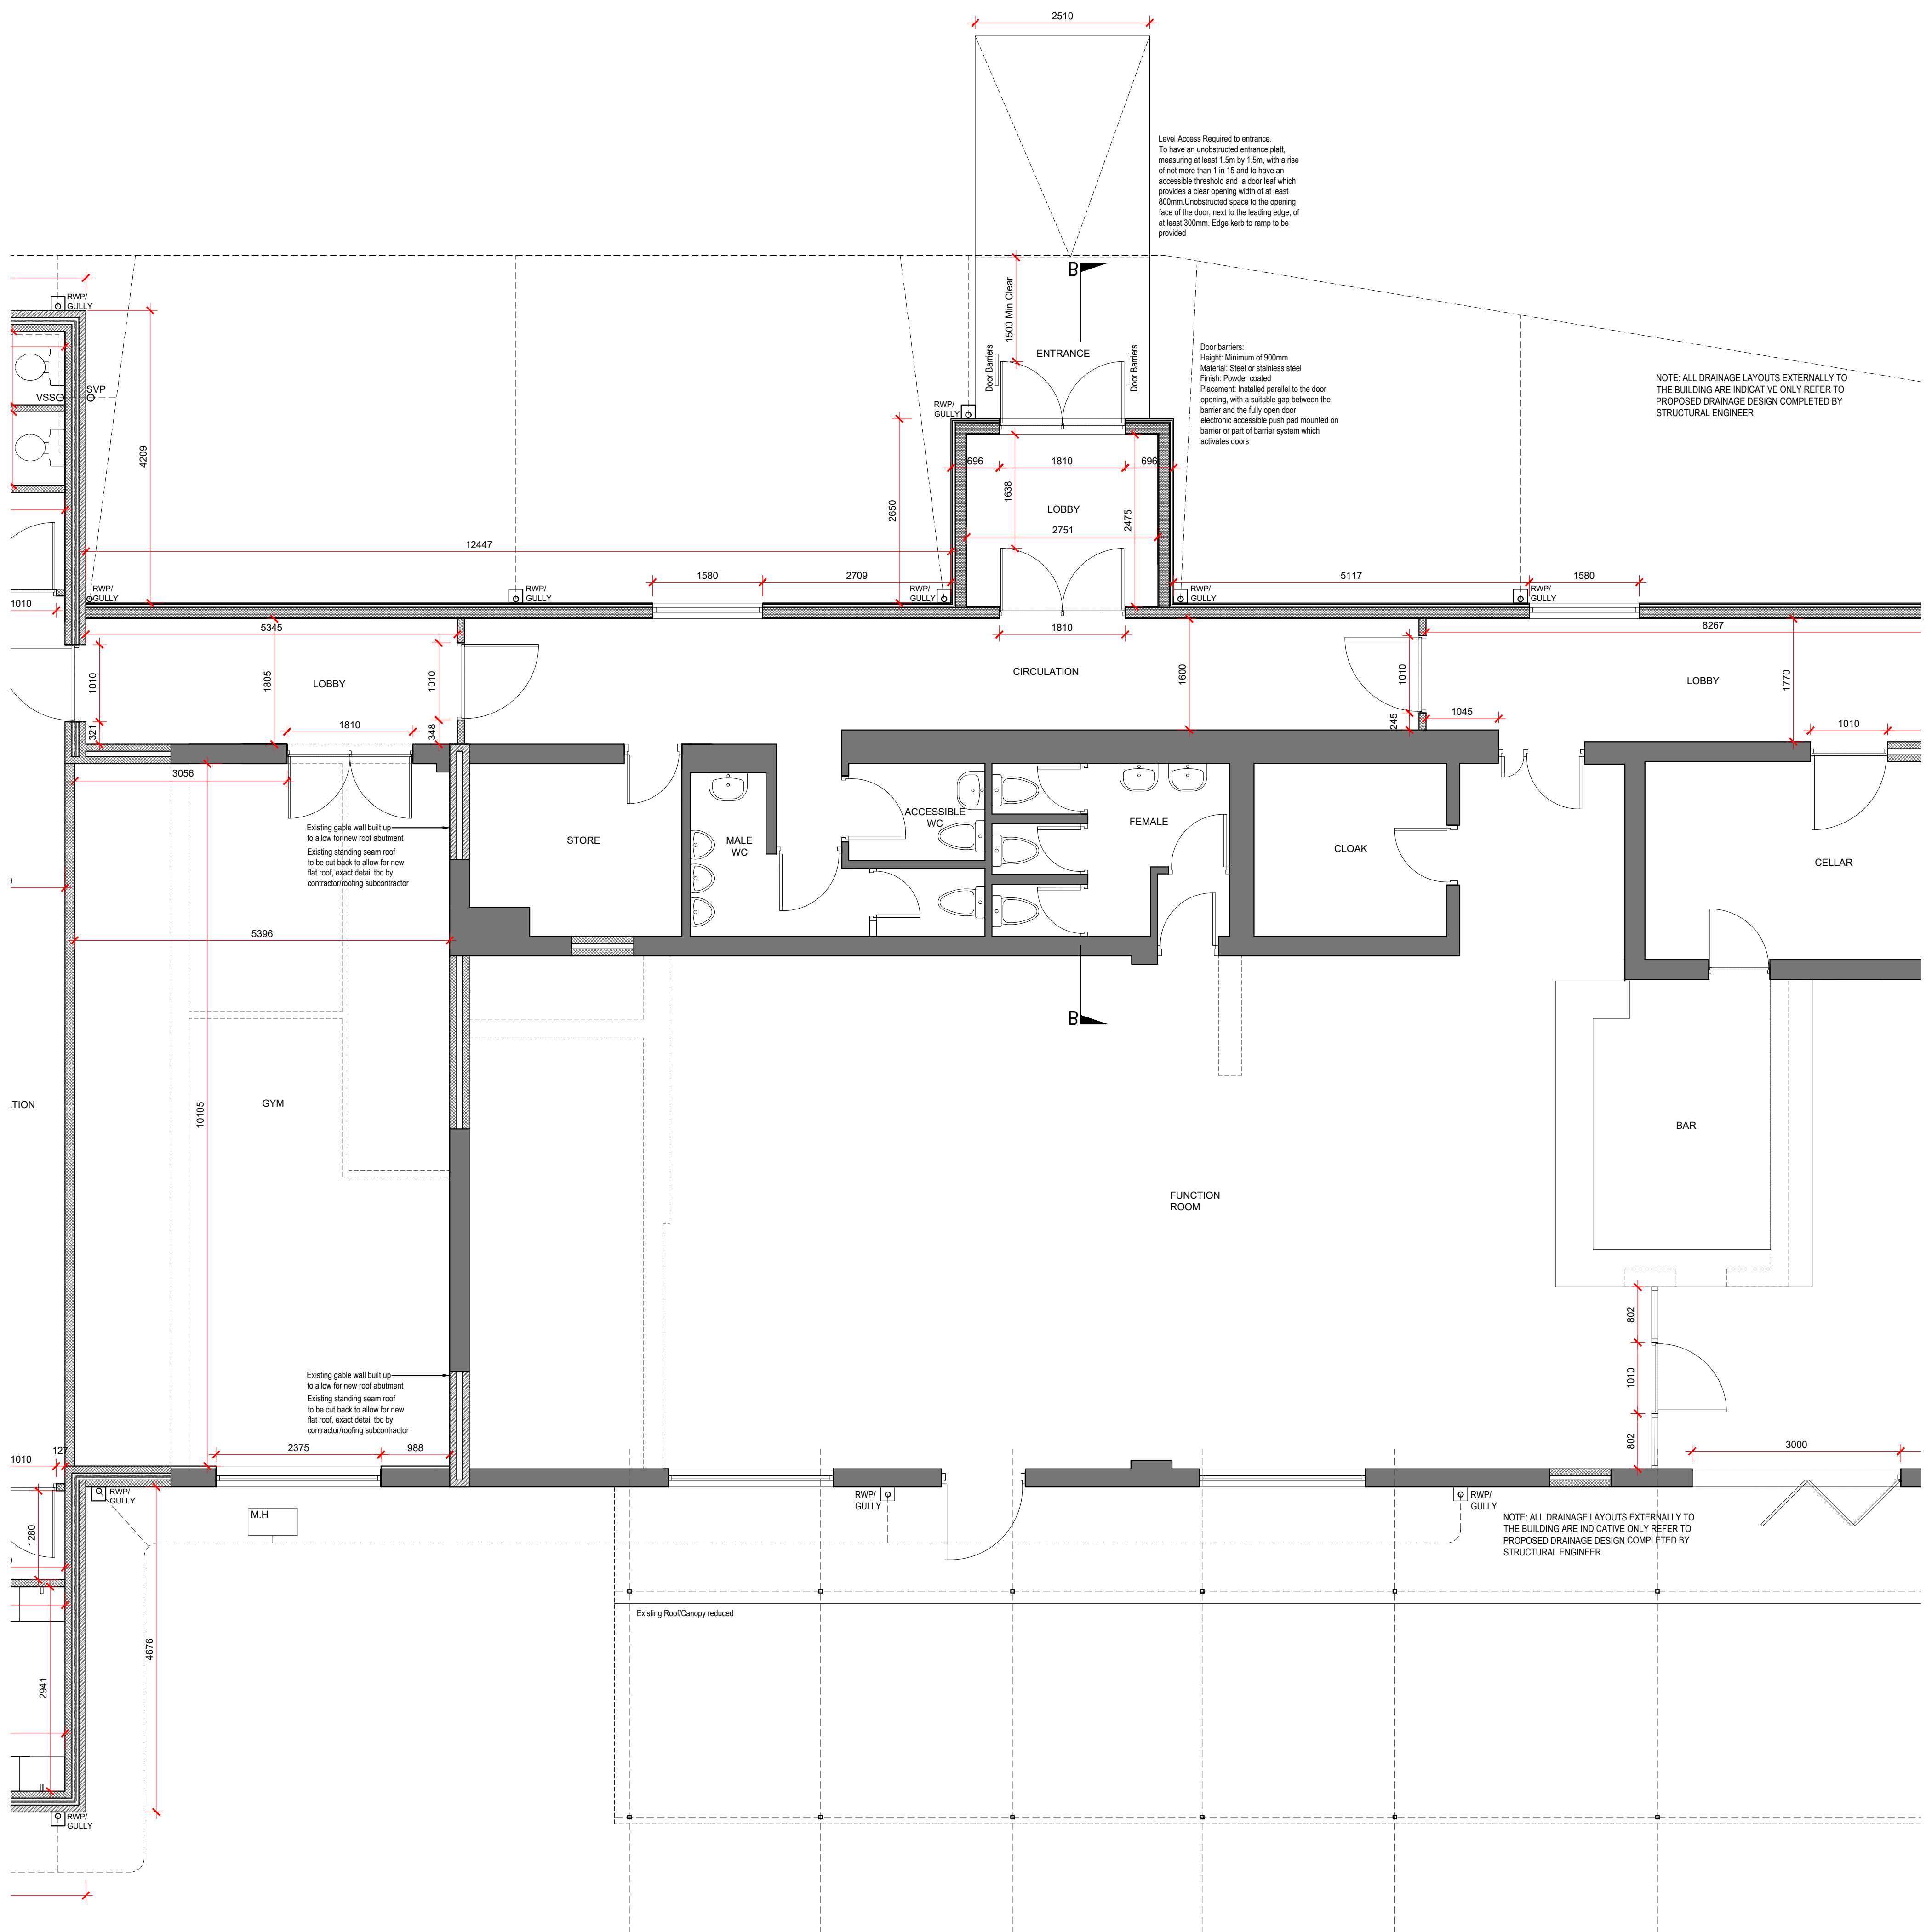 2510
Level Access Required to entrance.
To have an unobstructed entrance platt,
measuring at least 1.5m by 1.5m, with a rise
of not more than 1 in 15 and to have an
accessible threshold and a door leaf which
provides a clear opening width of at least
800mm.Unobstructed space to the opening
face of the door, next to the leading edge, of
at least 300mm. Edge kerb to ramp to be
provided
B
1500 Min Clear
ENTRANCE
Door Barriers
Door Barriers
Door barriers:
Height: Minimum of 900mm
Material: Steel or stainless steel
Finish: Powder coated
Placement: Installed parallel to the door
opening, with a suitable gap between the
barrier and the fully open door
electronic accessible push pad mounted on
barrier or part of barrier system which
activates doors
NOTE: ALL DRAINAGE LAYOUTS EXTERNALLY TO
THE BUILDING ARE INDICATIVE ONLY REFER TO
PROPOSED DRAINAGE DESIGN COMPLETED BY
STRUCTURAL ENGINEER
RWP/
GULLY
SVP
VSS
4209
RWP/
GULLY
696
1810
696
1638
LOBBY
2475
2751
2650
12447
1580
2709
5117
1580
RWP/
GULLY
RWP/
GULLY
RWP/
GULLY
RWP/
GULLY
RWP/
GULLY
1010
5345
1810
8267
1010
1805
LOBBY
1010
CIRCULATION
1600
1010
LOBBY
1770
321
1810
348
245
1045
1010
3056
Existing gable wall built up
to allow for new roof abutment
Existing standing seam roof
to be cut back to allow for new
flat roof, exact detail tbc by
contractor/roofing subcontractor
STORE
MALE
WC
ACCESSIBLE
WC
FEMALE
CLOAK
CELLAR
5396
B
10105
GYM
BAR
FUNCTION
ROOM
802
1010
802
Existing gable wall built up
to allow for new roof abutment
Existing standing seam roof
to be cut back to allow for new
flat roof, exact detail tbc by
contractor/roofing subcontractor
1010
127
2375
988
3000
RWP/
GULLY
M.H
RWP/
GULLY
RWP/
GULLY
NOTE: ALL DRAINAGE LAYOUTS EXTERNALLY TO
THE BUILDING ARE INDICATIVE ONLY REFER TO
PROPOSED DRAINAGE DESIGN COMPLETED BY
STRUCTURAL ENGINEER
1280
Existing Roof/Canopy reduced
4676
2941
RWP/
GULLY